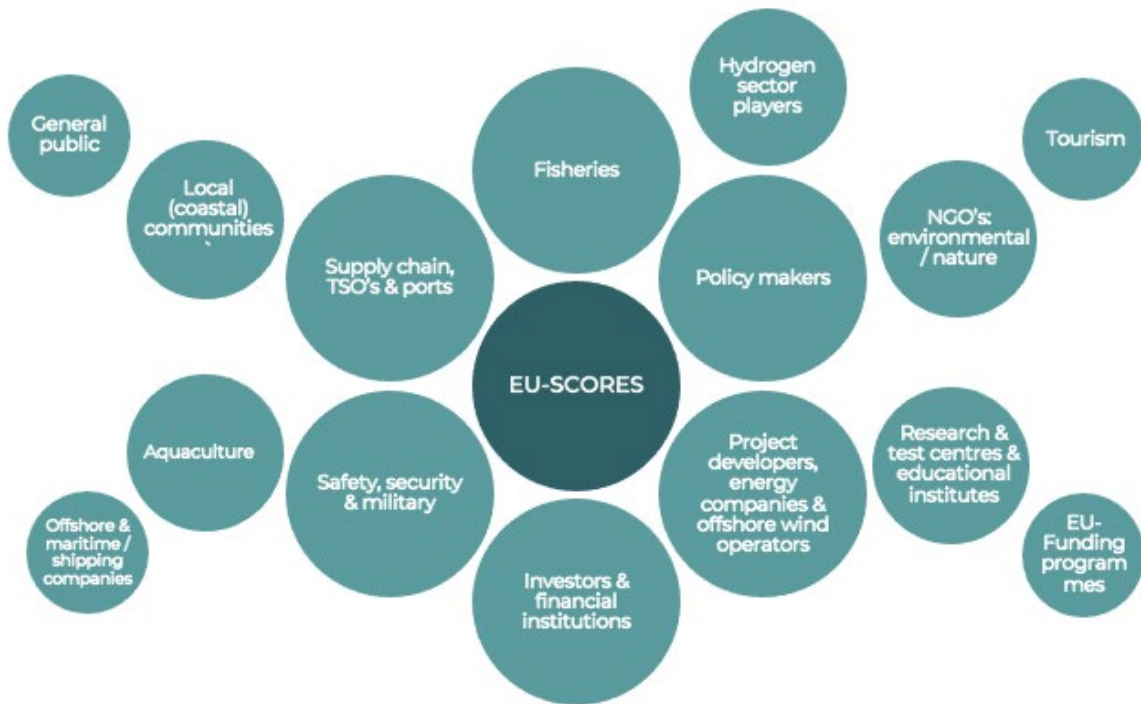 Hydrogen
sector
players
General
public
Tourism
Fisheries
Local
(coastal)
communities
`
NGO's:
environmental
/ nature
Supply chain,
TSO's & ports
Policy makers
EU-SCORES
Aquaculture
Safety, security
& military
Project
developers,
energy
companies &
offshore wind
operators
Research &
test centres &
educational
institutes
Offshore &
maritime /
shipping
companies
EU-
Funding
program
mes
Investors &
financial
institutions